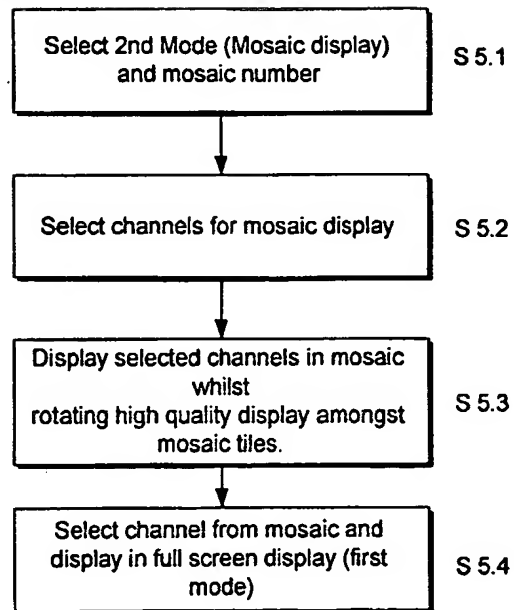 Select 2nd Mode (Mosaic display)
and mosaic number
S 5.1
Select channels for mosaic display
S 5.2
Display selected channels in mosaic
whilst
rotating high quality display amongst
mosaic tiles.
S 5.3
Select channel from mosaic and
display in full screen display (first
mode)
S 5.4